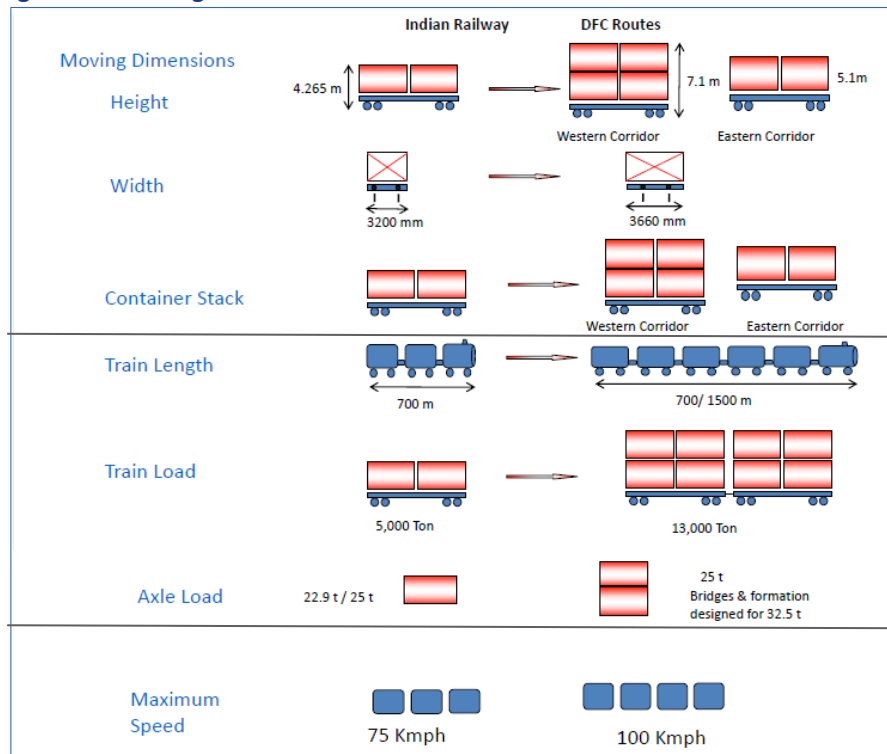 Indian Railway DFC Routes
Moving Dimensions
Height
4.265 m
7.1 m
5.1m
Western Corridor Eastern Corridor
Width
3200 mm
3660 mm
Container Stack
Western Corridor Eastern Corridor
Train Length
700 m
700/ 1500 m
Train Load
5,000 Ton
13,000 Ton
Axle Load
22.9 t / 25 t
25 t
Bridges & formation
designed for 32.5 t
Maximum
Speed
75 Kmph
100 Kmph